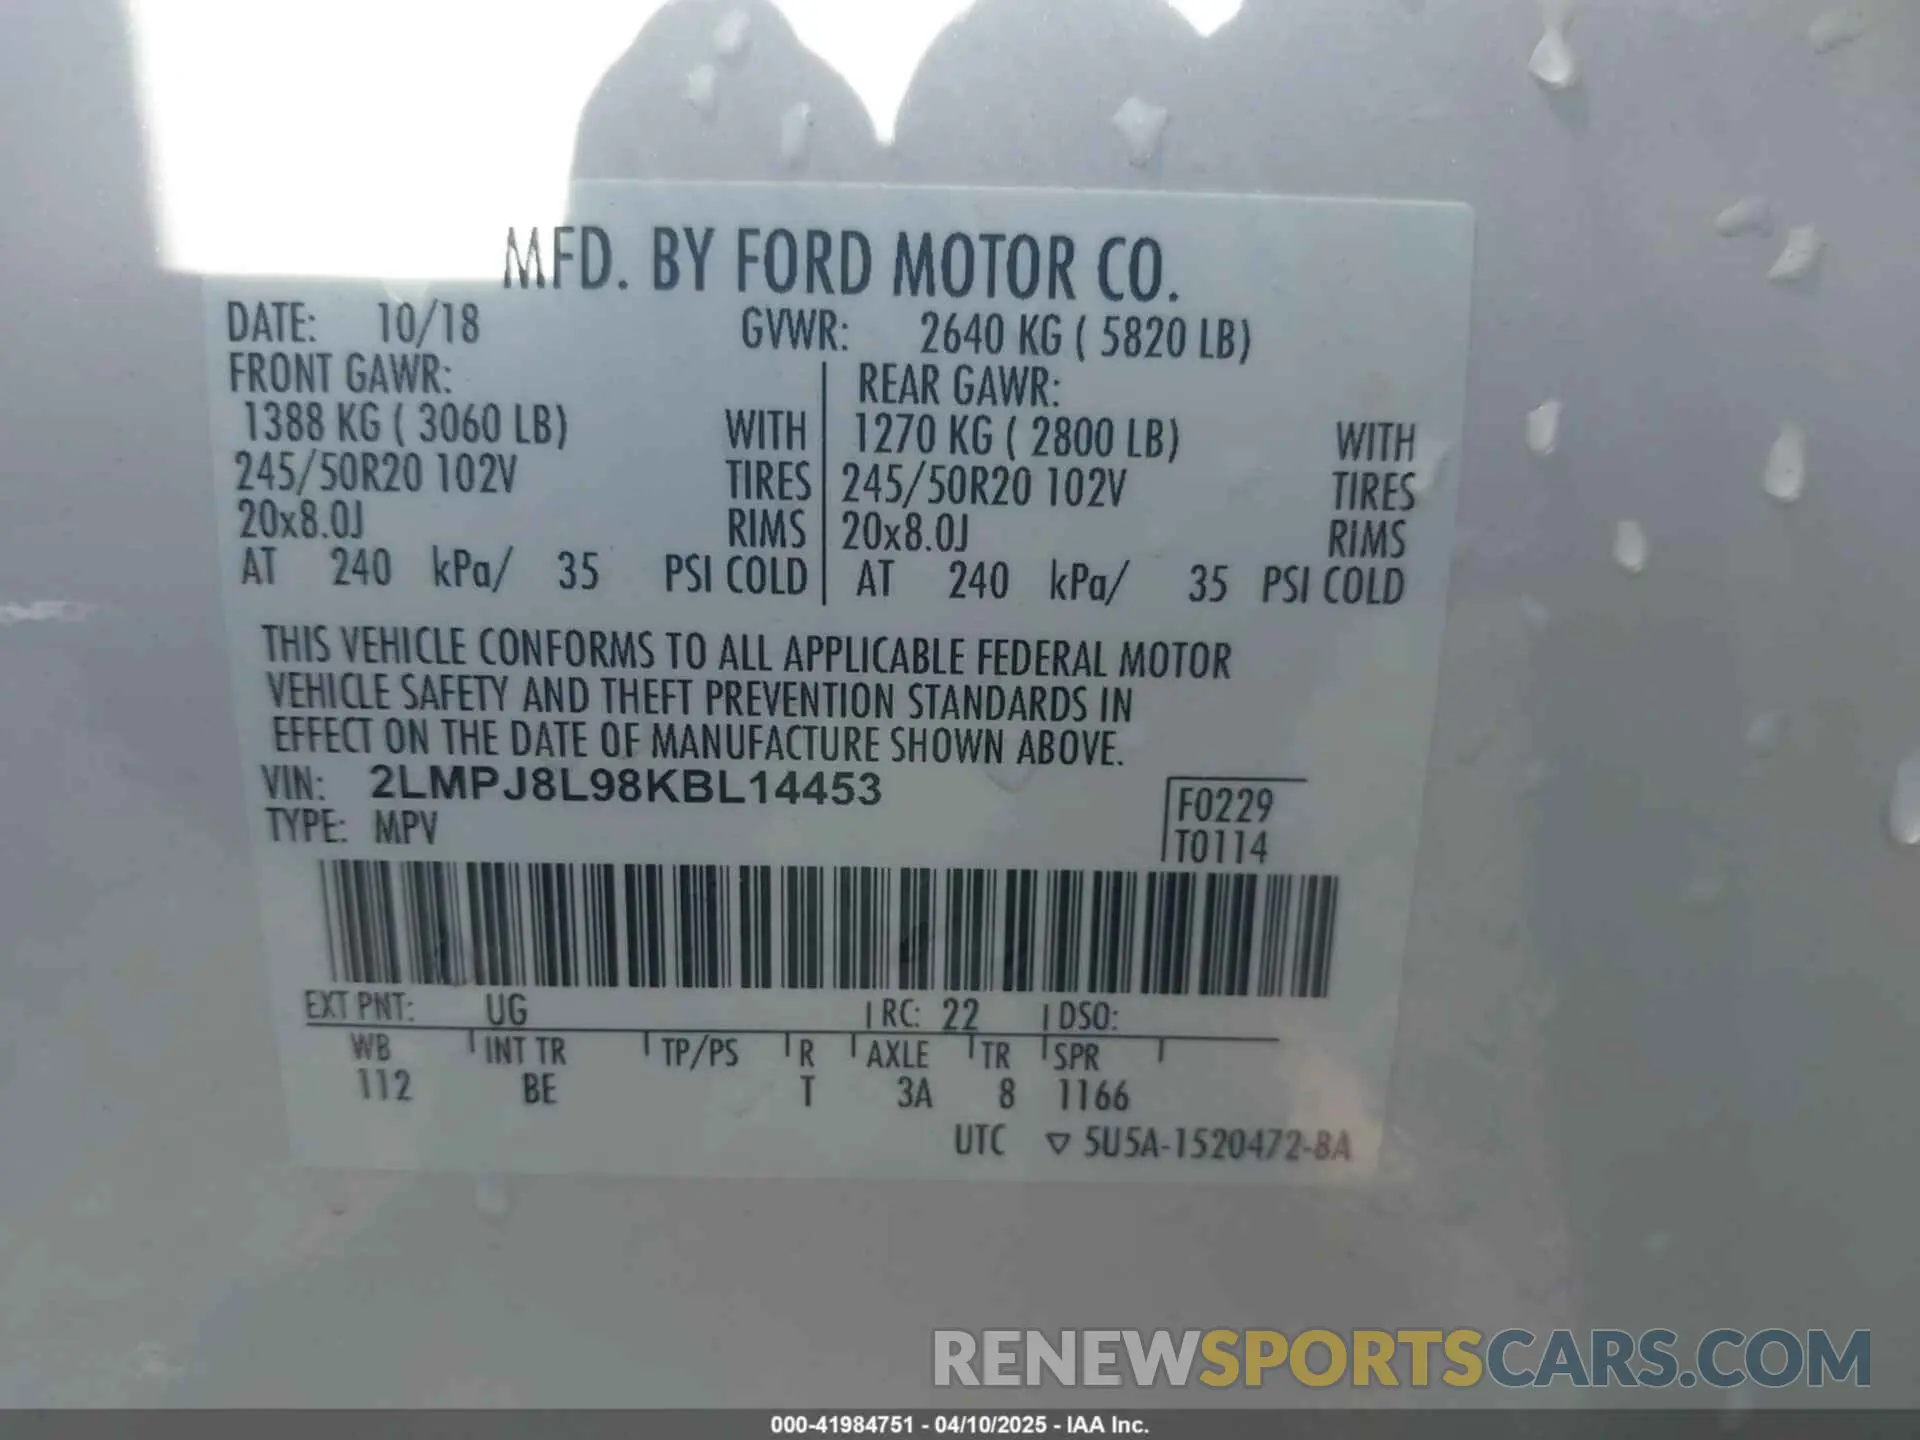 MFD. BY FORD MOTOR CO.
DATE: 10/18 GVWR: 2640 KG ( 5820 LB)
FRONT GAWR: REAR GAWR:
1388 KG ( 3060 LB) WITH 1270 KG ( 2800 LB) WITH
245/50R20 102V TIRES 245/50R20 102V TIRES
20x8.0J RIMS 20x8.0J RIMS
AT 240 kPa/ 35 PSI COLD AT 240 kPa/ 35 PSI COLD
THIS VEHICLE CONFORMS TO ALL APPLICABLE FEDERAL MOTOR
VEHICLE SAFETY AND THEFT PREVENTION STANDARDS IN
EFFECT ON THE DATE OF MANUFACTURE SHOWN ABOVE.
VIN: 2LMPJ8L98KBL14453
TYPE: MPV
F0229
T0114
EXT PNT: UG RC: 22 DSO:
WB INT TR TP/PS R AXLE TR SPR
112 BE T 3A 8 1166
UTC ▽ 5U5A-1520472-BA
RENEWSPORTSCARS.COM
000-41984751 - 04/10/2025 - IAA Inc.